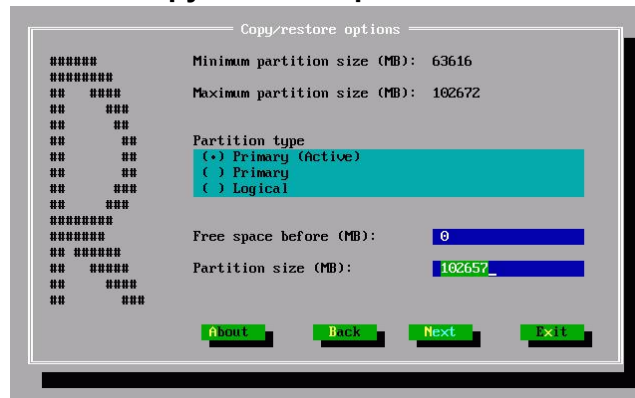 Copy/restore options
Minimum partition size (MB): 63616
Maximum partition size (MB): 102672
Partition type
(•) Primary (Active)
( ) Primary
( ) Logical
Free space before (MB): 0
Partition size (MB): 102657_
About Back Next Exit